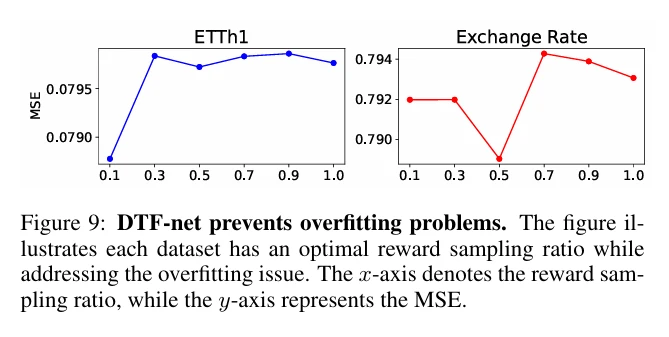 ETTh1
Exchange Rate
MSE
0.0795
0.0790
0.1 0.3 0.5 0.7 0.9 1.0
0.794
0.792
0.790
0.1 0.3 0.5 0.7 0.9 1.0
Figure 9: DTF-net prevents overfitting problems. The figure il-
lustrates each dataset has an optimal reward sampling ratio while
addressing the overfitting issue. The x-axis denotes the reward sam-
pling ratio, while the y-axis represents the MSE.